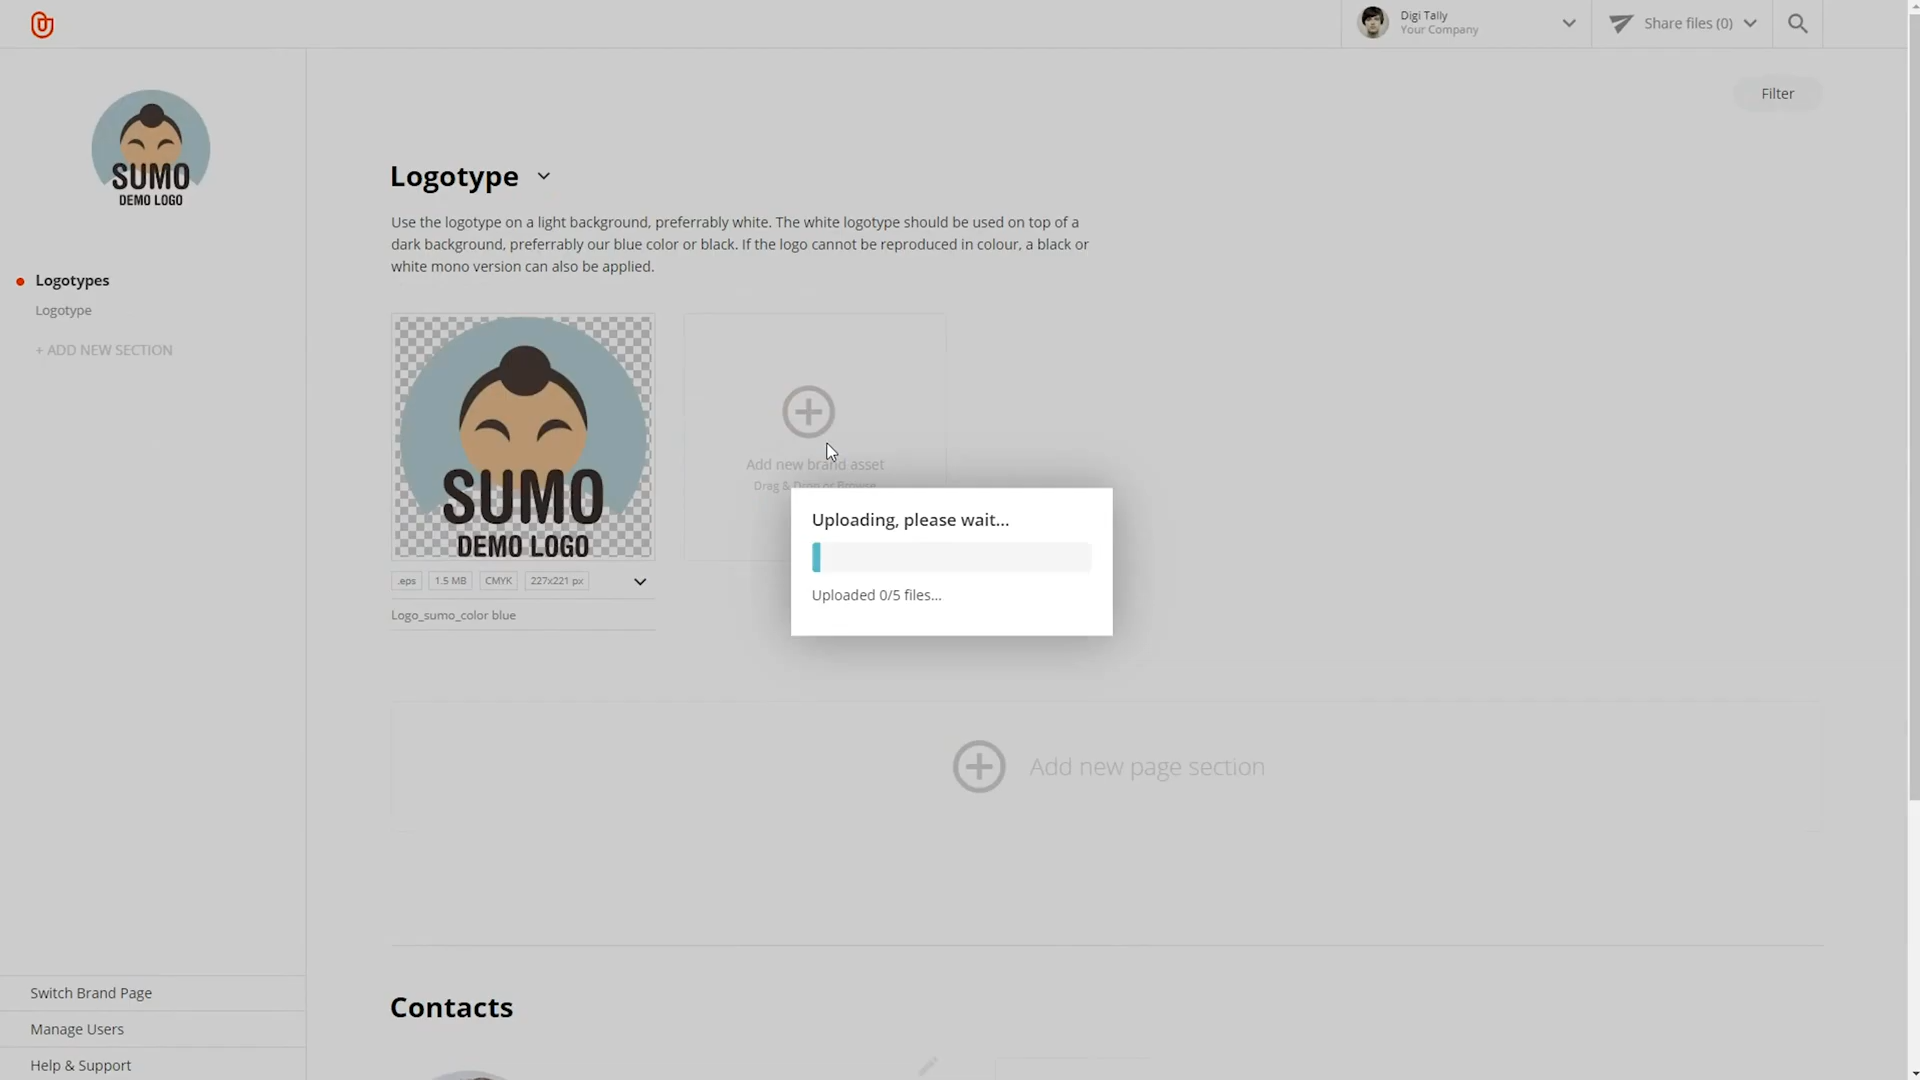 Digi Tally
Your Company
Share files (0)
Filter
SUMO
DEMO LOGO
Logotypes
Logotype
+ ADD NEW SECTION
Logotype
Use the logotype on a light background, preferrably white. The white logotype should be used on top of a
dark background, preferrably our blue color or black. If the logo cannot be reproduced in colour, a black or
white mono version can also be applied.
SUMO
DEMO LOGO
.eps
1.5 MB
CMYK
227x221 px
Logo_sumo_color blue
Add new brand asset
Drag & Drop or Browse
Uploading, please wait...
Uploaded 0/5 files...
Add new page section
Contacts
Switch Brand Page
Manage Users
Help & Support